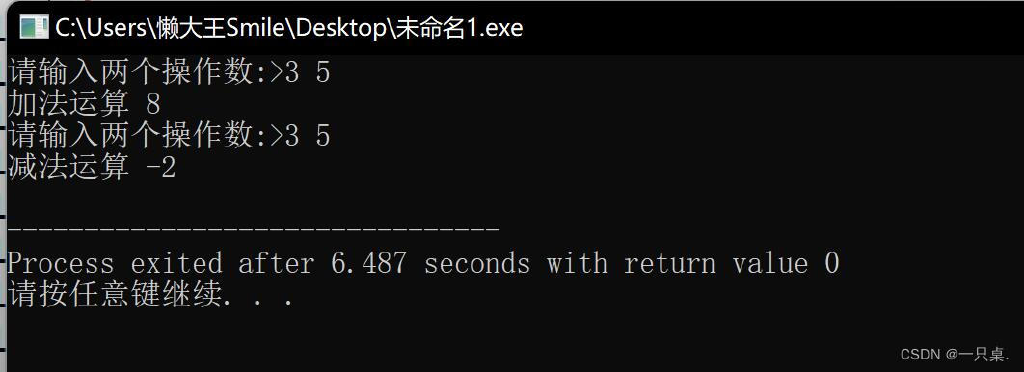 C:\Users\懒大王Smile\Desktop\未命名1.exe
请输入两个操作数:>3 5
加法运算 8
请输入两个操作数:>3 5
减法运算 -2
--------------------------------
Process exited after 6.487 seconds with return value 0
请按任意键继续. . .
CSDN @一只桌.